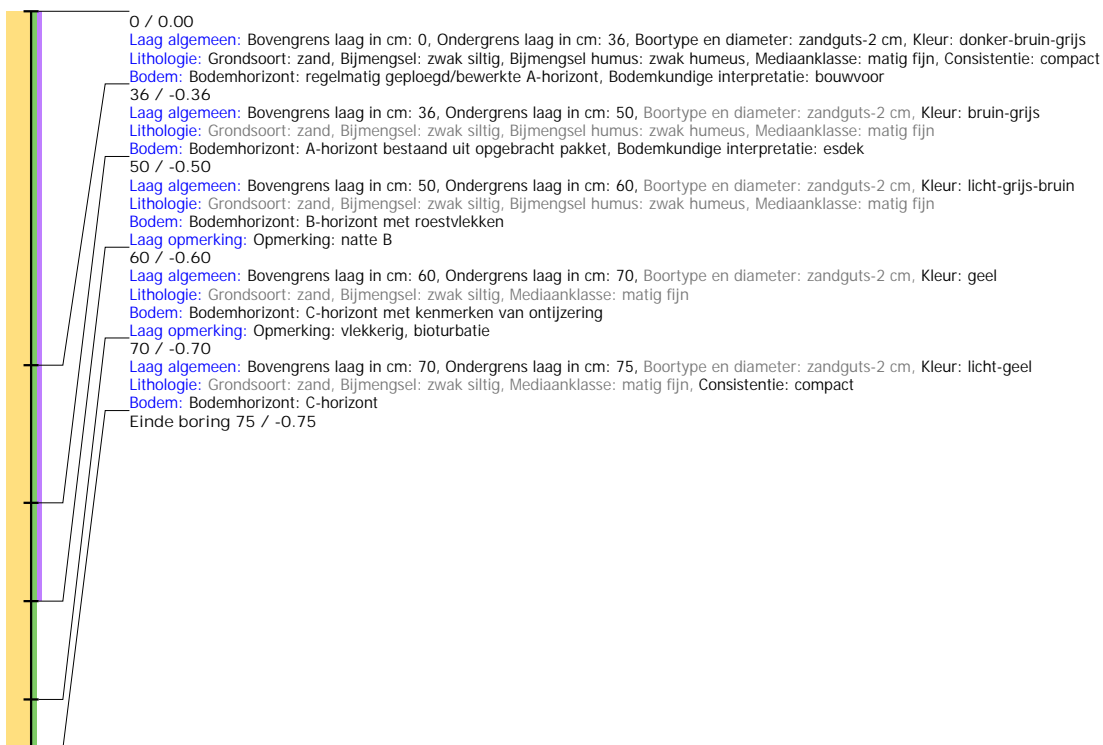 0 / 0.00
Laag algemeen: Bovengrens laag in cm: 0, Ondergrens laag in cm: 36, Boortype en diameter: zandguts-2 cm, Kleur: donker-bruin-grijs
Lithologie: Grondsoort: zand, Bijmengsel: zwak siltig, Bijmengsel humus: zwak humeus, Mediaanklasse: matig fijn, Consistentie: compact
Bodem: Bodemhorizont: regelmatig geploegd/bewerkte A-horizont, Bodemkundige interpretatie: bouwvoor
36 / -0.36
Laag algemeen: Bovengrens laag in cm: 36, Ondergrens laag in cm: 50, Boortype en diameter: zandguts-2 cm, Kleur: bruin-grijs
Lithologie: Grondsoort: zand, Bijmengsel: zwak siltig, Bijmengsel humus: zwak humeus, Mediaanklasse: matig fijn
Bodem: Bodemhorizont: A-horizont bestaand uit opgebracht pakket, Bodemkundige interpretatie: esdek
50 / -0.50
Laag algemeen: Bovengrens laag in cm: 50, Ondergrens laag in cm: 60, Boortype en diameter: zandguts-2 cm, Kleur: licht-grijs-bruin
Lithologie: Grondsoort: zand, Bijmengsel: zwak siltig, Bijmengsel humus: zwak humeus, Mediaanklasse: matig fijn
Bodem: Bodemhorizont: B-horizont met roestvlekken
Laag opmerking: Opmerking: natte B
60 / -0.60
Laag algemeen: Bovengrens laag in cm: 60, Ondergrens laag in cm: 70, Boortype en diameter: zandguts-2 cm, Kleur: geel
Lithologie: Grondsoort: zand, Bijmengsel: zwak siltig, Mediaanklasse: matig fijn
Bodem: Bodemhorizont: C-horizont met kenmerken van ontijzering
Laag opmerking: Opmerking: vlekkerig, bioturbatie
70 / -0.70
Laag algemeen: Bovengrens laag in cm: 70, Ondergrens laag in cm: 75, Boortype en diameter: zandguts-2 cm, Kleur: licht-geel
Lithologie: Grondsoort: zand, Bijmengsel: zwak siltig, Mediaanklasse: matig fijn, Consistentie: compact
Bodem: Bodemhorizont: C-horizont
Einde boring 75 / -0.75